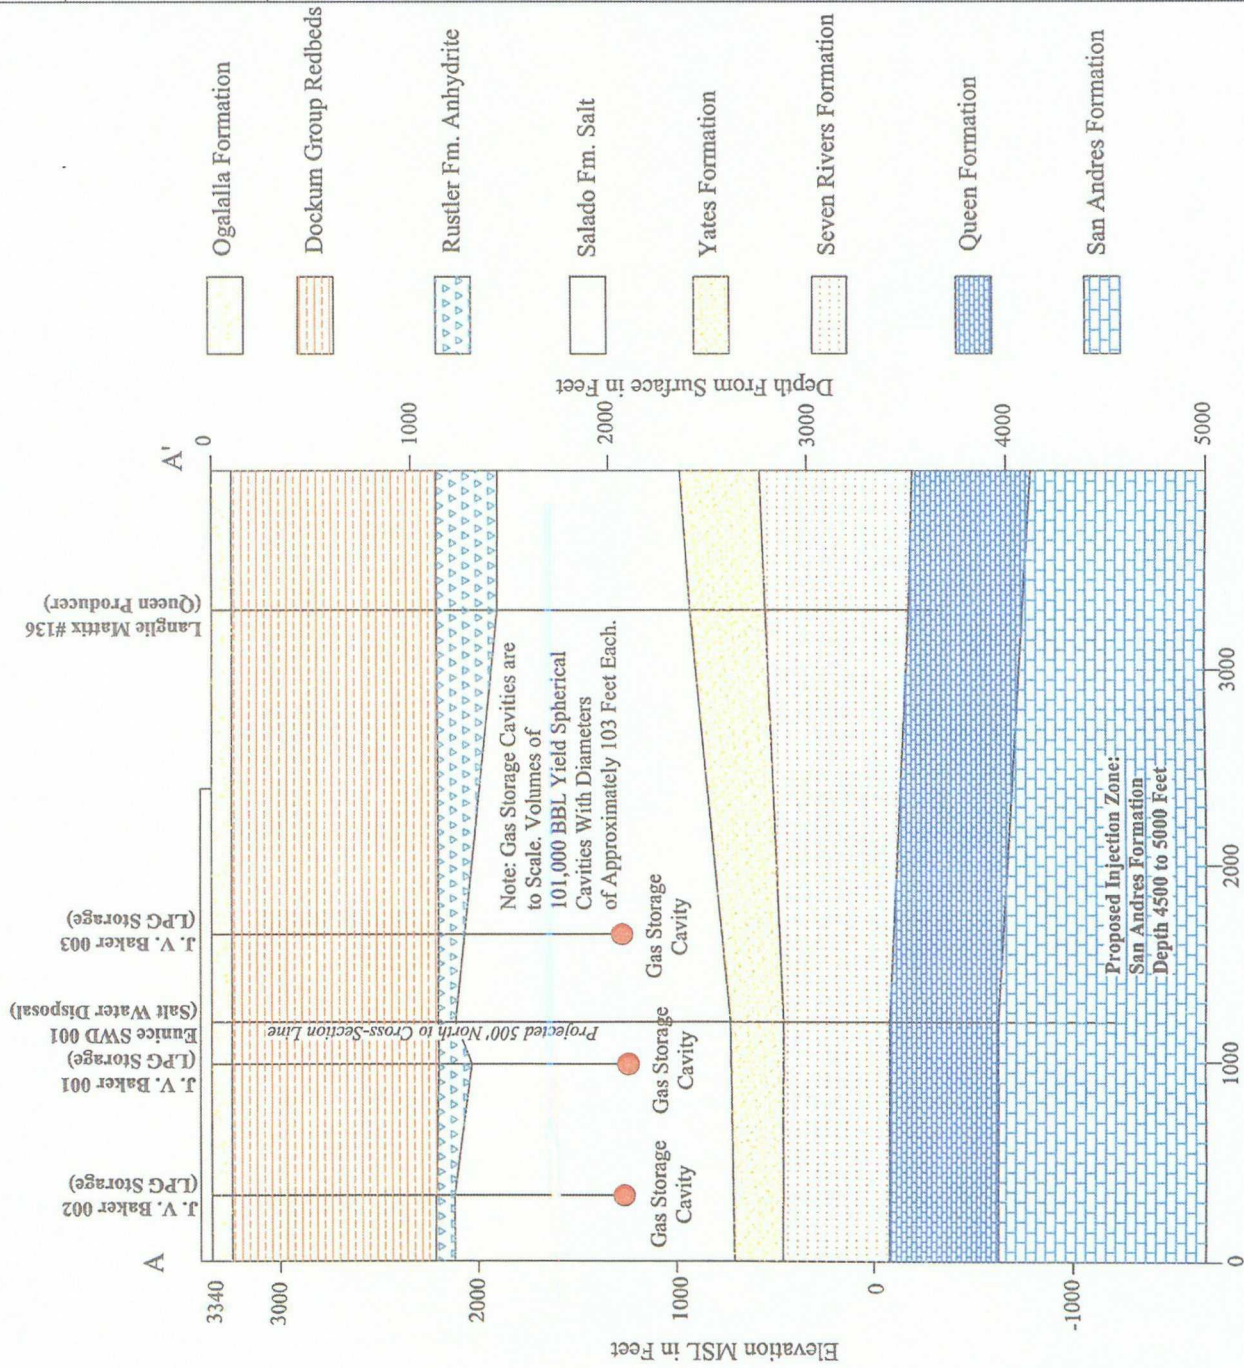 A
A'
J. V. Baker 002
(LPG Storage)
J. V. Baker 001
(LPG Storage)
Eunice SWD 001
(Salt Water Disposal)
J. V. Baker 003
(LPG Storage)
Langlie Mattix #136
(Queen Producer)
Projected 500' North to Cross-Section Line
Elevation MSL in Feet
3340
3000
2000
1000
0
-1000
Depth From Surface in Feet
0
1000
2000
3000
4000
5000
Note: Gas Storage Cavities are
to Scale. Volumes of
101,000 BBL Yield Spherical
Cavities With Diameters
of Approximately 103 Feet Each.
Gas Storage
Cavity
Gas Storage
Cavity
Gas Storage
Cavity
Proposed Injection Zone:
San Andres Formation
Depth 4500 to 5000 Feet
0
1000
2000
3000
Ogalalla Formation
Dockum Group Redbeds
Rustler Fm. Anhydrite
Salado Fm. Salt
Yates Formation
Seven Rivers Formation
Queen Formation
San Andres Formation